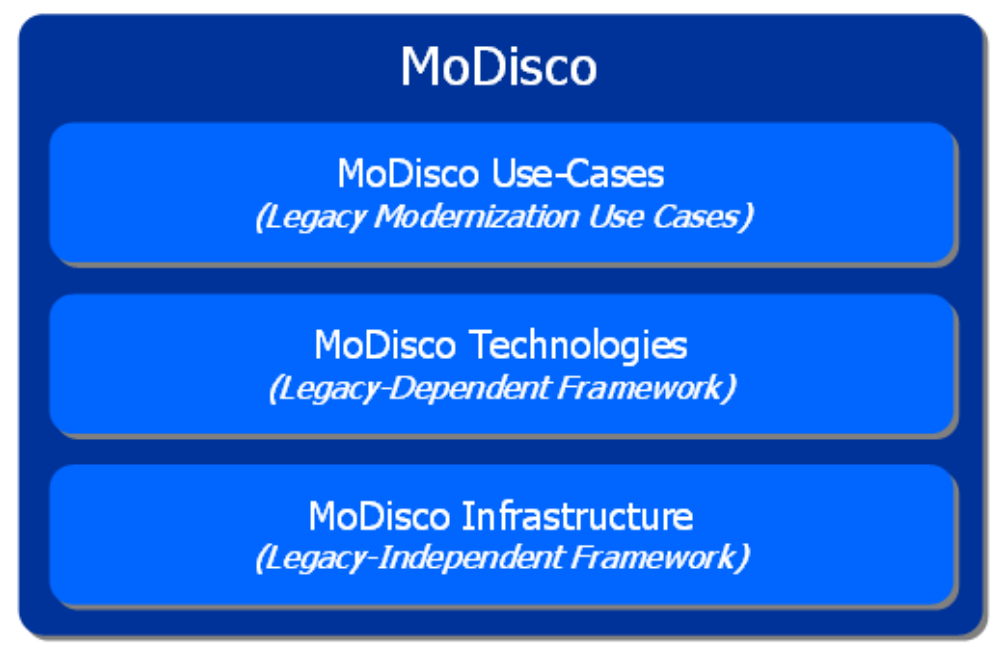 MoDisco
MoDisco Use-Cases
(Legacy Modernization Use Cases)
MoDisco Technologies
(Legacy-Dependent Framework)
MoDisco Infrastructure
(Legacy-Independent Framework)